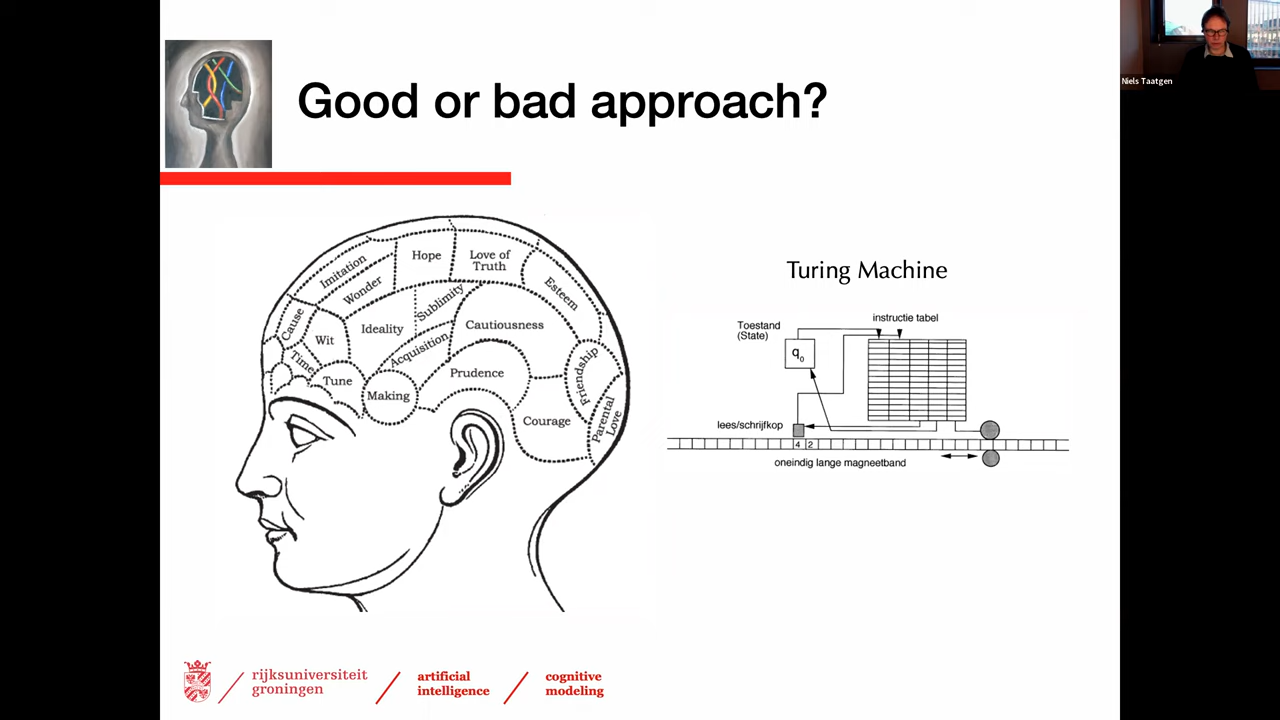 Niels Taatgen
Good or bad approach?
Imitation
Wonder
Hope
Love of
Truth
Esteem
Cause
Wit
Time
Tune
Ideality
Sublimity
Acquisition
Cautiousness
Making
Prudence
Friendship
Courage
Parental
Love
Turing Machine
Toestand
(State)
instructie tabel
q0
lees/schrijfkop
4 2
oneindig lange magneetband
rijksuniversiteit
groningen
artificial
intelligence
cognitive
modeling